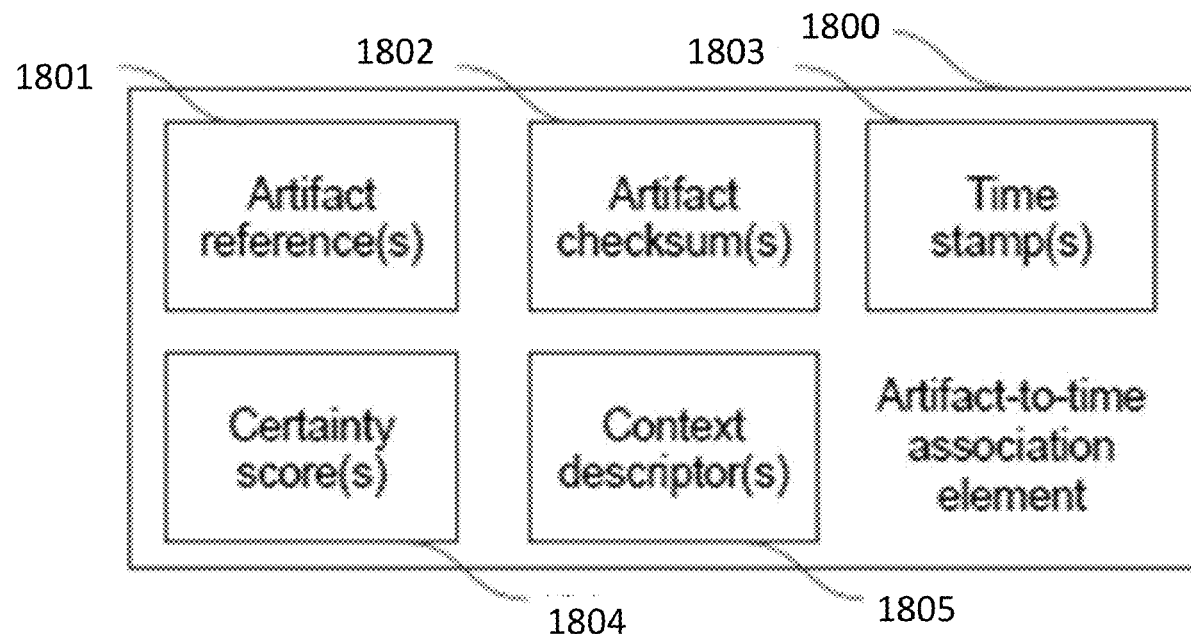 1800
1801
1802
1803
Artifact
reference(s)
Artifact
checksum(s)
Time
stamp(s)
Certainty
score(s)
Context
descriptor(s)
Artifact-to-time
association
element
1804
1805